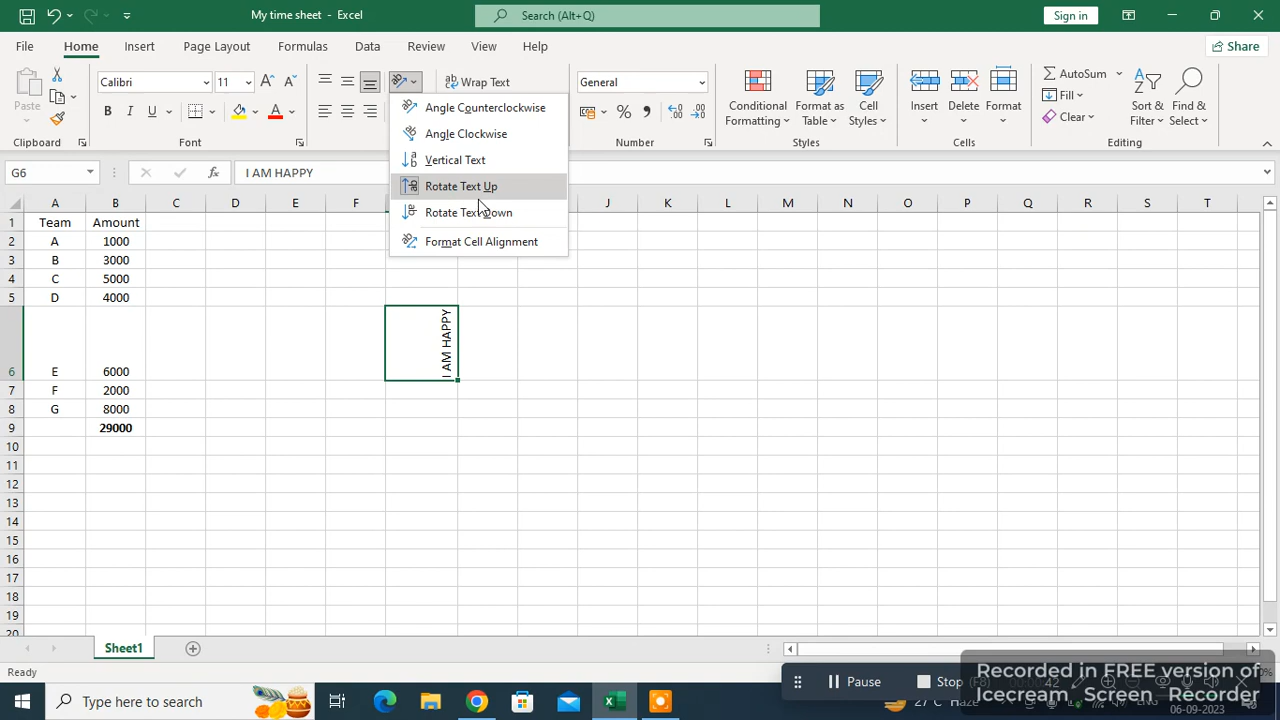 My time sheet - Excel
Search (Alt+Q)
Sign in
File Home Insert Page Layout Formulas Data Review View Help
Share
Paste
Clipboard
Calibri 11
B I U
Font
Wrap Text
Angle Counterclockwise
Angle Clockwise
Vertical Text
Rotate Text Up
Rotate Text Down
Format Cell Alignment
General
Number
Conditional Formatting
Format as Table
Cell Styles
Styles
Insert Delete Format
Cells
AutoSum
Fill
Clear
Sort & Filter
Find & Select
Editing
G6
fx
I AM HAPPY
A B C D E F J K L M N O P Q R S T
1 Team Amount
2 A 1000
3 B 3000
4 C 5000
5 D 4000
I AM HAPPY
6 E 6000
7 F 2000
8 G 8000
9 29000
10
11
12
13
14
15
16
17
18
19
20
Sheet1
Ready
Pause
Stop (F8)
Recorded in FREE version of
Icecream Screen Recorder
Type here to search
27°C Haze
ENG
06-09-2023